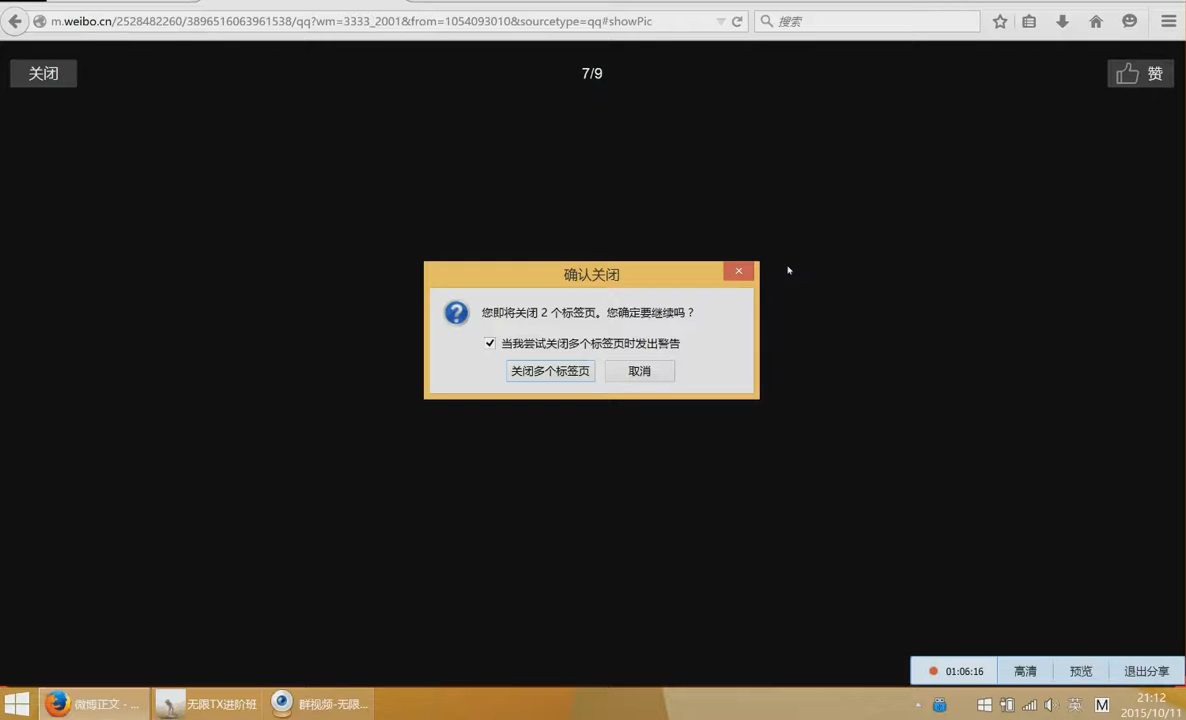 m.weibo.cn/2528482260/3896516063961538/qq?wm=3333_2001&from=1054093010&sourcetype=qq#showPic
搜索
关闭
7/9
赞
确认关闭
您即将关闭 2 个标签页。您确定要继续吗？
当我尝试关闭多个标签页时发出警告
关闭多个标签页
取消
01:06:16
高清
预览
退出分享
微博正文 - ...
无限TX进阶班
群视频-无限...
英
M
21:12
2015/10/11